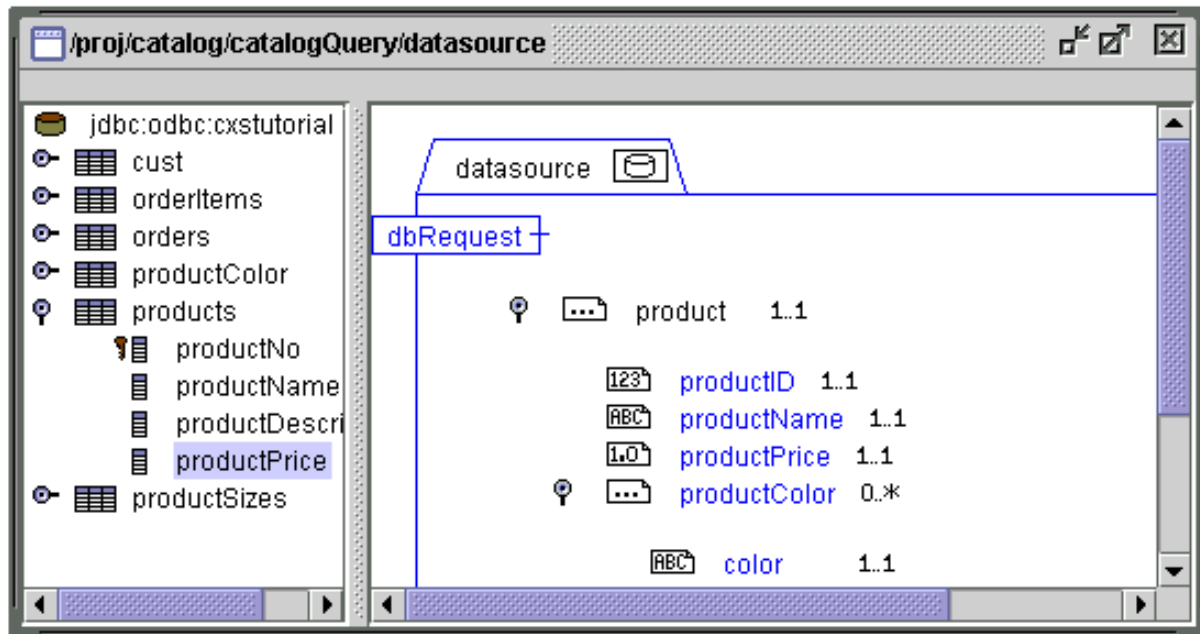 /proj/catalog/catalogQuery/datasource
jdbc:odbc:cxstutorial
cust
orderItems
orders
productColor
products
productNo
productName
productDescri
productPrice
productSizes
datasource
dbRequest
... product 1..1
123 productID 1..1
ABC productName 1..1
1.0 productPrice 1..1
... productColor 0..*
ABC color 1..1